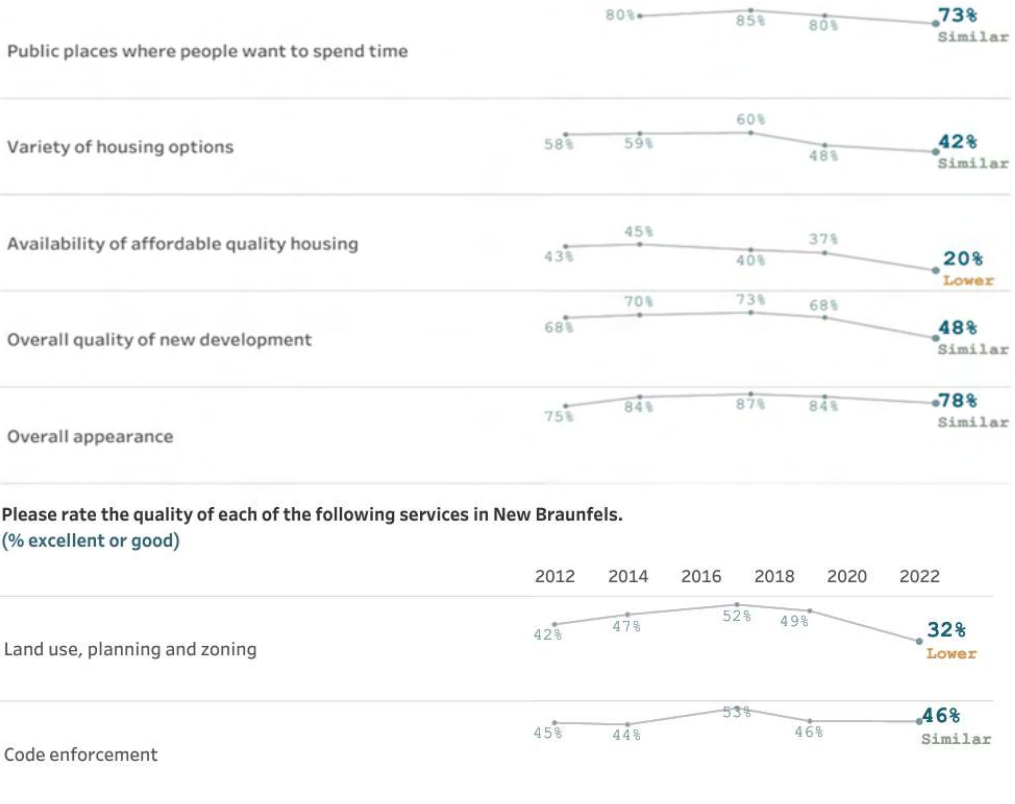 80% 85% 80% 73%
Similar
Public places where people want to spend time
60%
58% 59% 48% 42%
Variety of housing options
Similar
45% 37%
Availability of affordable quality housing
43% 40% 20%
Lower
70% 73% 68%
68% 48%
Overall quality of new development
Similar
75% 84% 87% 84% 78%
Similar
Overall appearance
Please rate the quality of each of the following services in New Braunfels.
(% excellent or good)
2012 2014 2016 2018 2020 2022
42% 47% 52% 49% 32%
Land use, planning and zoning
Lower
45% 44% 53% 46% 46%
Similar
Code enforcement